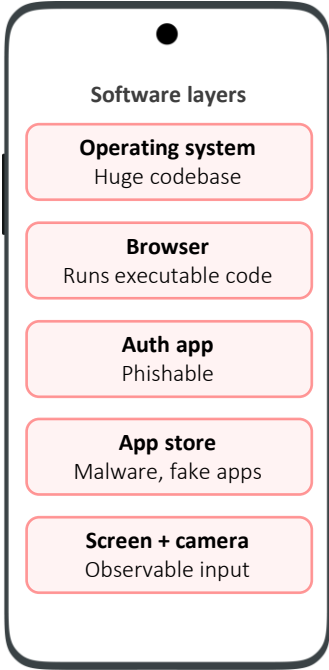 Software layers
Operating system
Huge codebase
Browser
Runs executable code
Auth app
Phishable
App store
Malware, fake apps
Screen + camera
Observable input